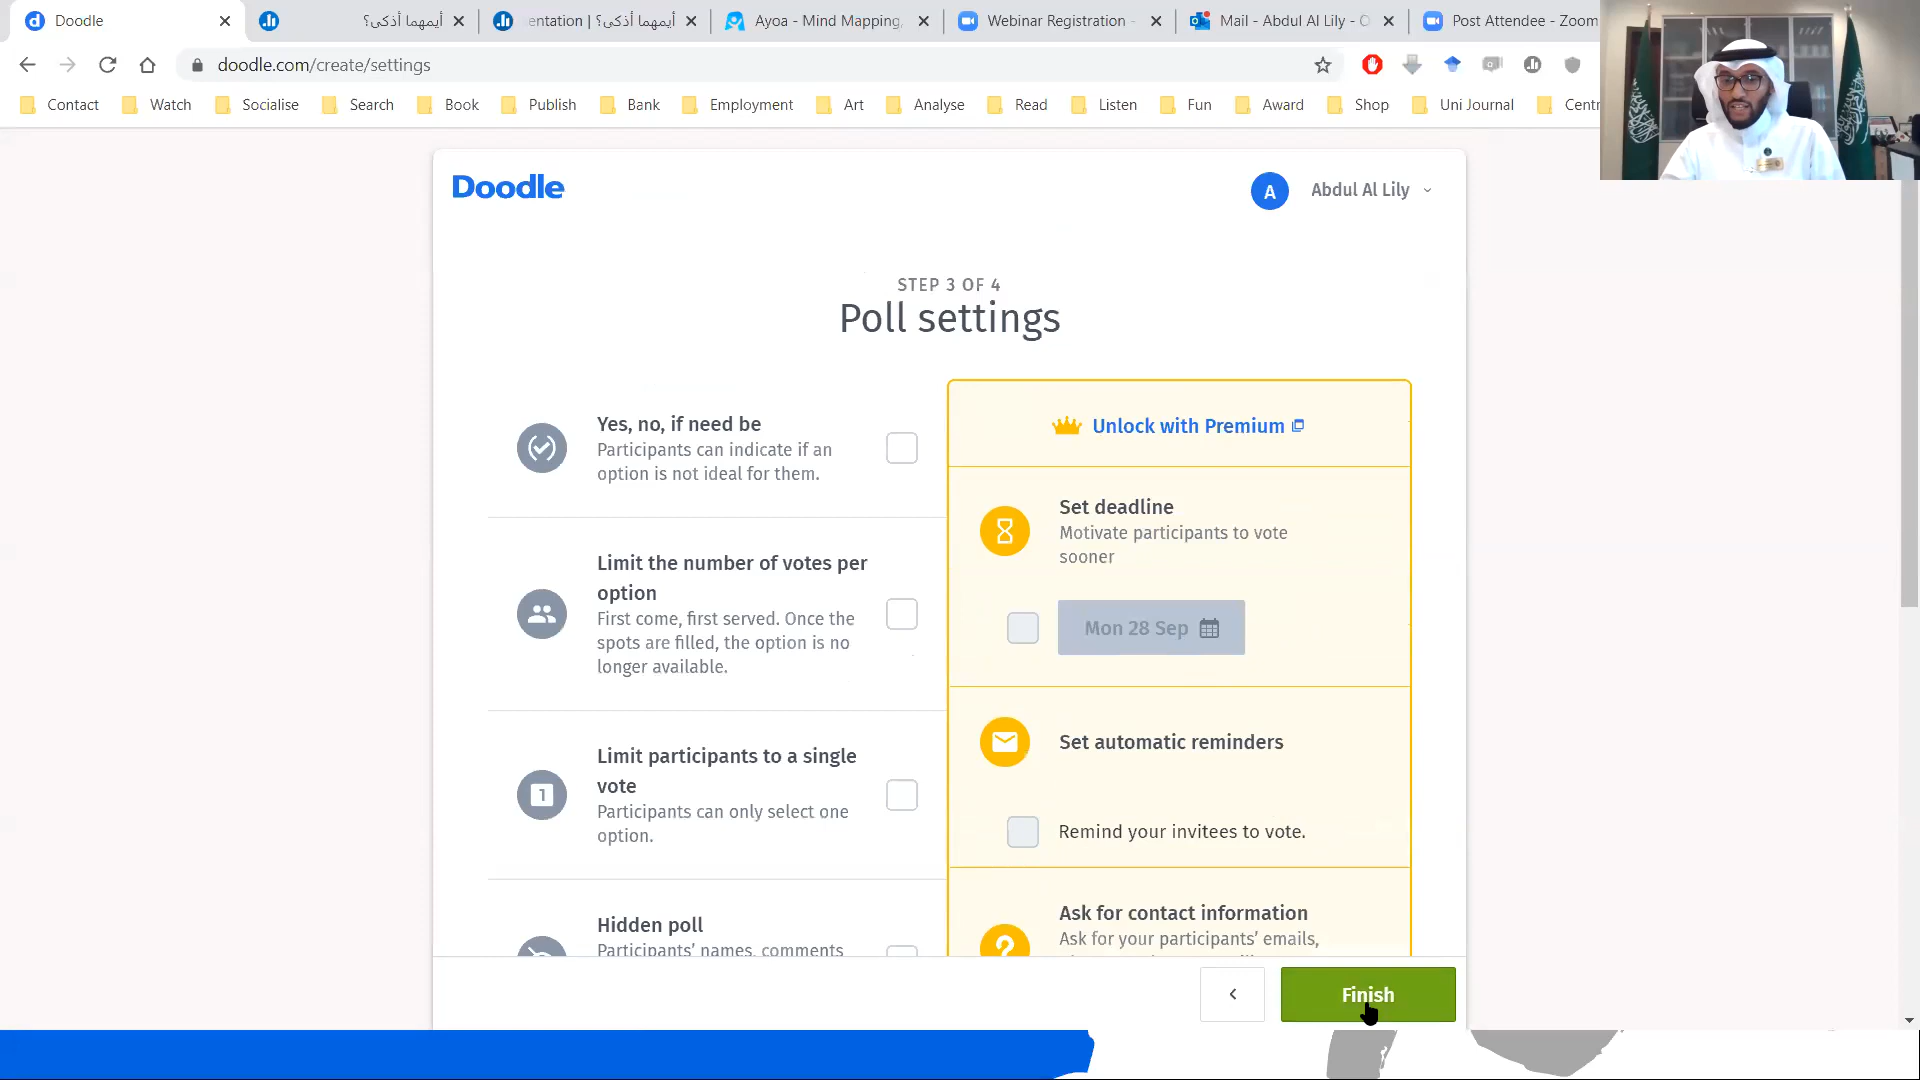 Doodle
أيمهما أذكى؟
entation | أيمهما أذكى؟
Ayoa - Mind Mapping,
Webinar Registration -
Mail - Abdul Al Lily - O
Post Attendee - Zoom
doodle.com/create/settings
Contact
Watch
Socialise
Search
Book
Publish
Bank
Employment
Art
Analyse
Read
Listen
Fun
Award
Shop
Uni Journal
Centr
Doodle
A
Abdul Al Lily
STEP 3 OF 4
Poll settings
Yes, no, if need be
Participants can indicate if an
option is not ideal for them.
Limit the number of votes per
option
First come, first served. Once the
spots are filled, the option is no
longer available.
1
Limit participants to a single
vote
Participants can only select one
option.
Hidden poll
Participants' names, comments
Unlock with Premium
Set deadline
Motivate participants to vote
sooner
Mon 28 Sep
Set automatic reminders
Remind your invitees to vote.
Ask for contact information
Ask for your participants' emails,
Finish